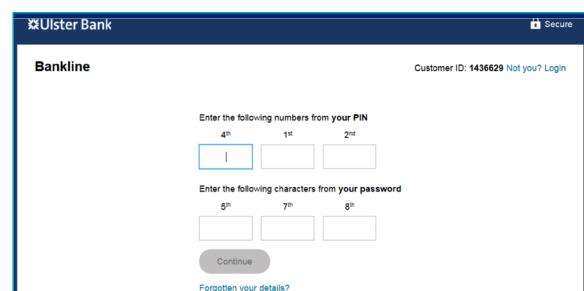 Ulster Bank Secure
Bankline
Customer ID: 1436629 Not you? Login
Enter the following numbers from your PIN
4th 1st 2nd
Enter the following characters from your password
5th 7th 8th
Continue
Forgotten your details?